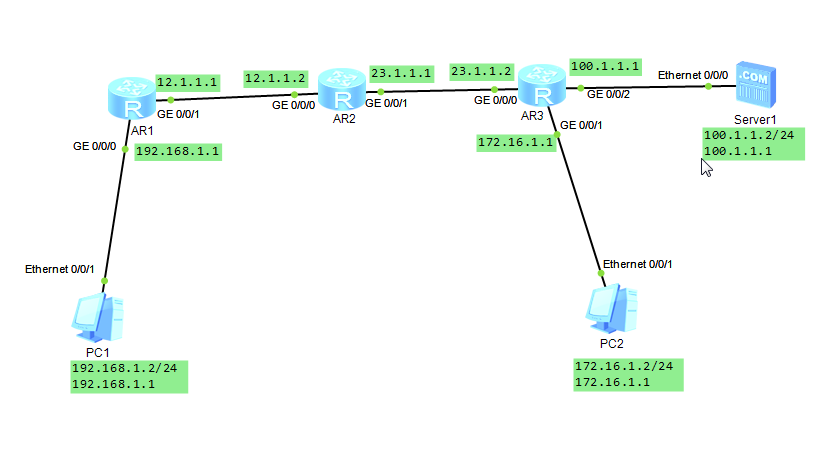 12.1.1.1
12.1.1.2
23.1.1.1
23.1.1.2
100.1.1.1
Ethernet 0/0/0
.COM
R
R
R
GE 0/0/1
GE 0/0/0
GE 0/0/1
GE 0/0/0
GE 0/0/2
AR1
AR2
AR3
Server1
GE 0/0/0
192.168.1.1
172.16.1.1
GE 0/0/1
100.1.1.2/24
100.1.1.1
Ethernet 0/0/1
Ethernet 0/0/1
PC1
192.168.1.2/24
192.168.1.1
PC2
172.16.1.2/24
172.16.1.1